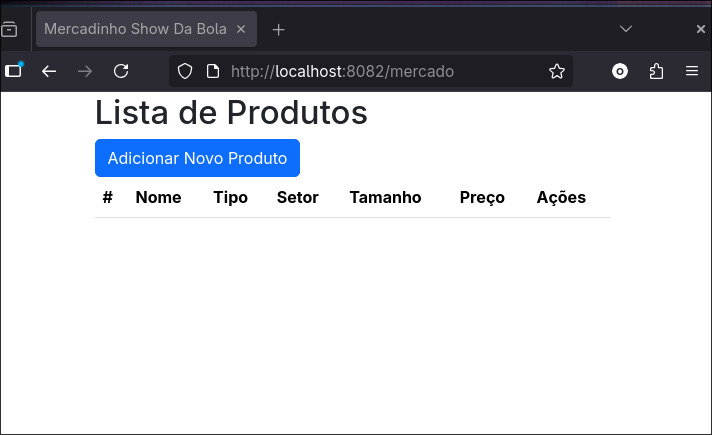 Mercadinho Show Da Bola
http://localhost:8082/mercado
Lista de Produtos
Adicionar Novo Produto
# Nome Tipo Setor Tamanho Preço Ações